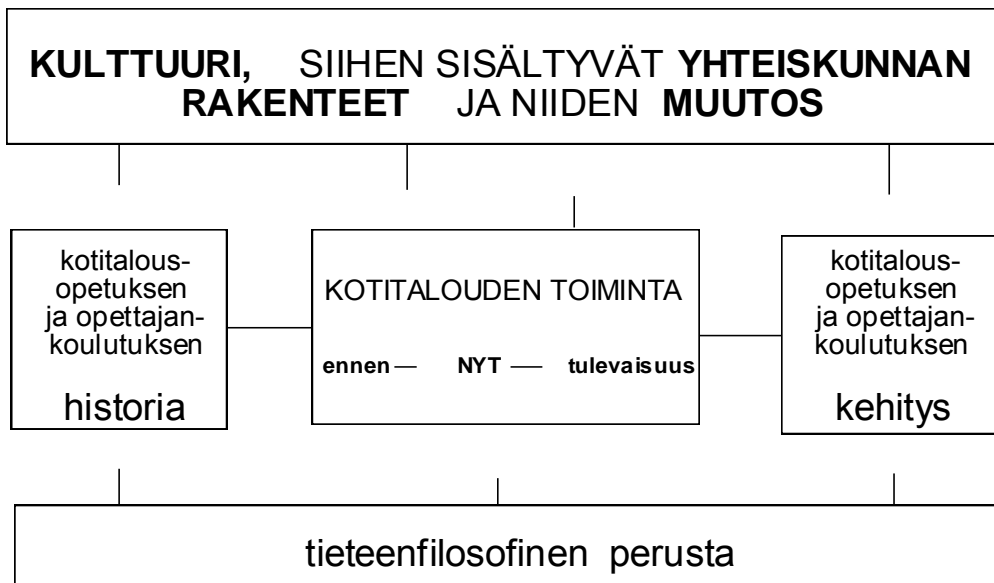 KULTTUURI, SIIHEN SISÄLTYVÄT YHTEISKUNNAN
RAKENTEET JA NIIDEN MUUTOS
kotitalous-
opetuksen
ja opettajan-
koulutuksen
historia
KOTITALOUDEN TOIMINTA
ennen — NYT — tulevaisuus
kotitalous-
opetuksen
ja opettajan-
koulutuksen
kehitys
tieteenfilosofinen perusta